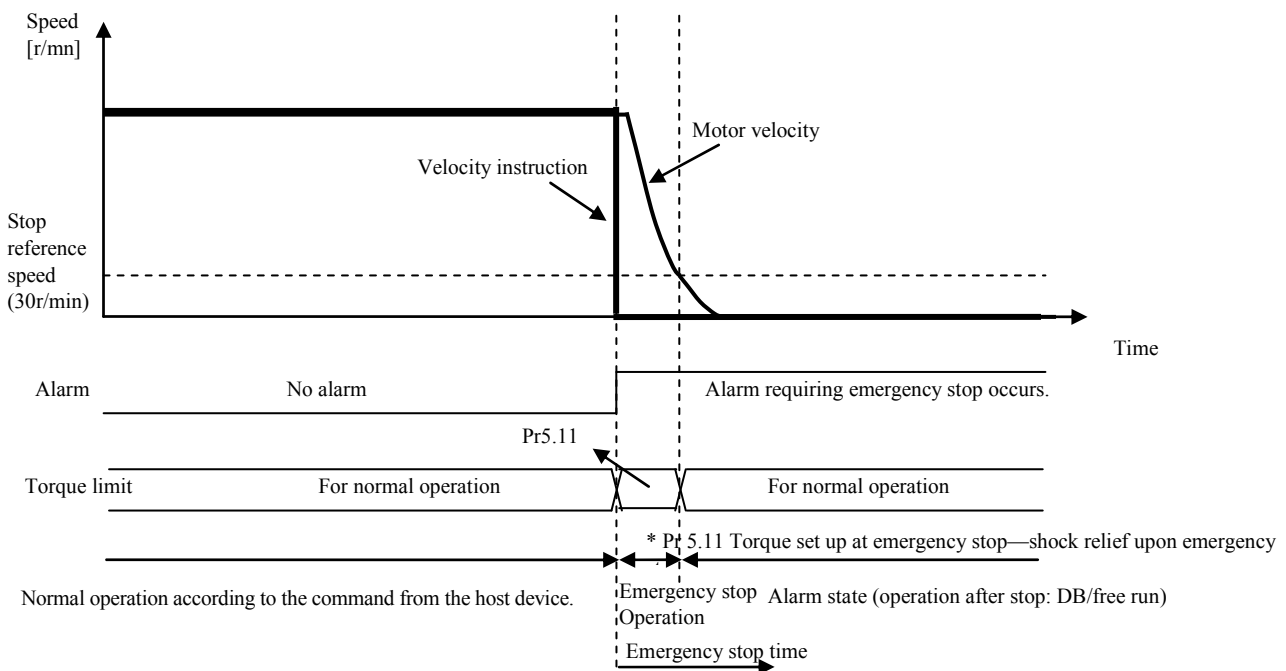 Speed
[r/mn]
Motor velocity
Velocity instruction
Stop
reference
speed
(30r/min)
Time
Alarm
No alarm
Alarm requiring emergency stop occurs.
Pr5.11
Torque limit
For normal operation
For normal operation
* Pr 5.11 Torque set up at emergency stop—shock relief upon emergency
Normal operation according to the command from the host device.
Emergency stop
Operation
Alarm state (operation after stop: DB/free run)
Emergency stop time